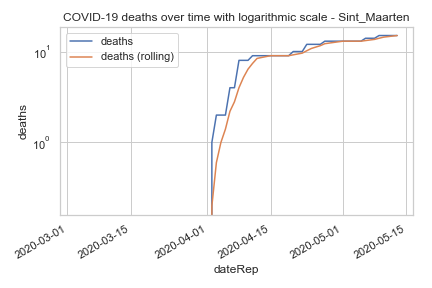 COVID-19 deaths over time with logarithmic scale - Sint_Maarten
deaths
deaths (rolling)
10¹
10⁰
deaths
2020-03-01
2020-03-15
2020-04-01
2020-04-15
2020-05-01
2020-05-15
dateRep